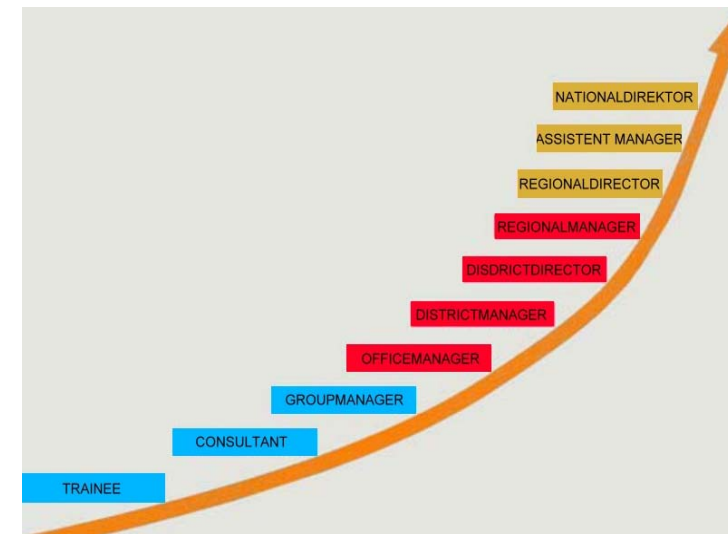 NATIONALDIREKTOR
ASSISTENT MANAGER
REGIONALDIRECTOR
REGIONALMANAGER
DISDRICTDIRECTOR
DISTRICTMANAGER
OFFICEMANAGER
GROUPMANAGER
CONSULTANT
TRAINEE